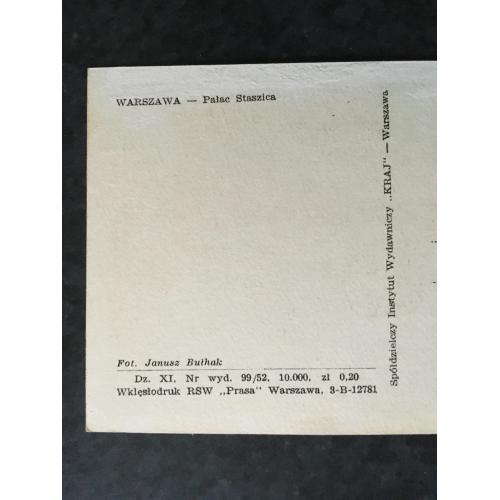 WARSZAWA — Pałac Staszica
Fot. Janusz Bułhak
Dz. XI, Nr wyd. 99/52, 10.000, zł 0,20
Wklęsłodruk RSW „Prasa" Warszawa, 3-B-12781
Spółdzielczy Instytut Wydawniczy „KRAJ" — Warszawa